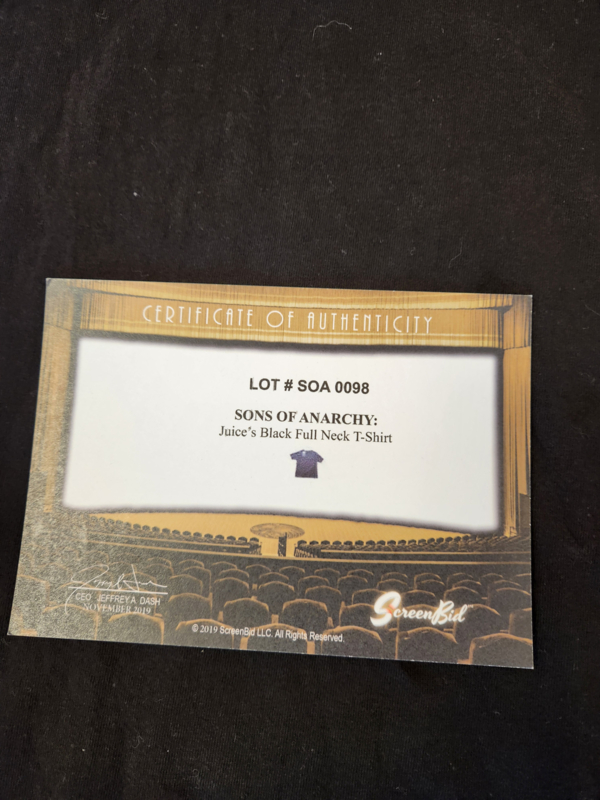 CERTIFICATE OF AUTHENTICITY
LOT # SOA 0098
SONS OF ANARCHY:
Juice's Black Full Neck T-Shirt
CEO JEFFREY A. DASH
NOVEMBER 2019
ScreenBid
© 2019 ScreenBid LLC. All Rights Reserved.